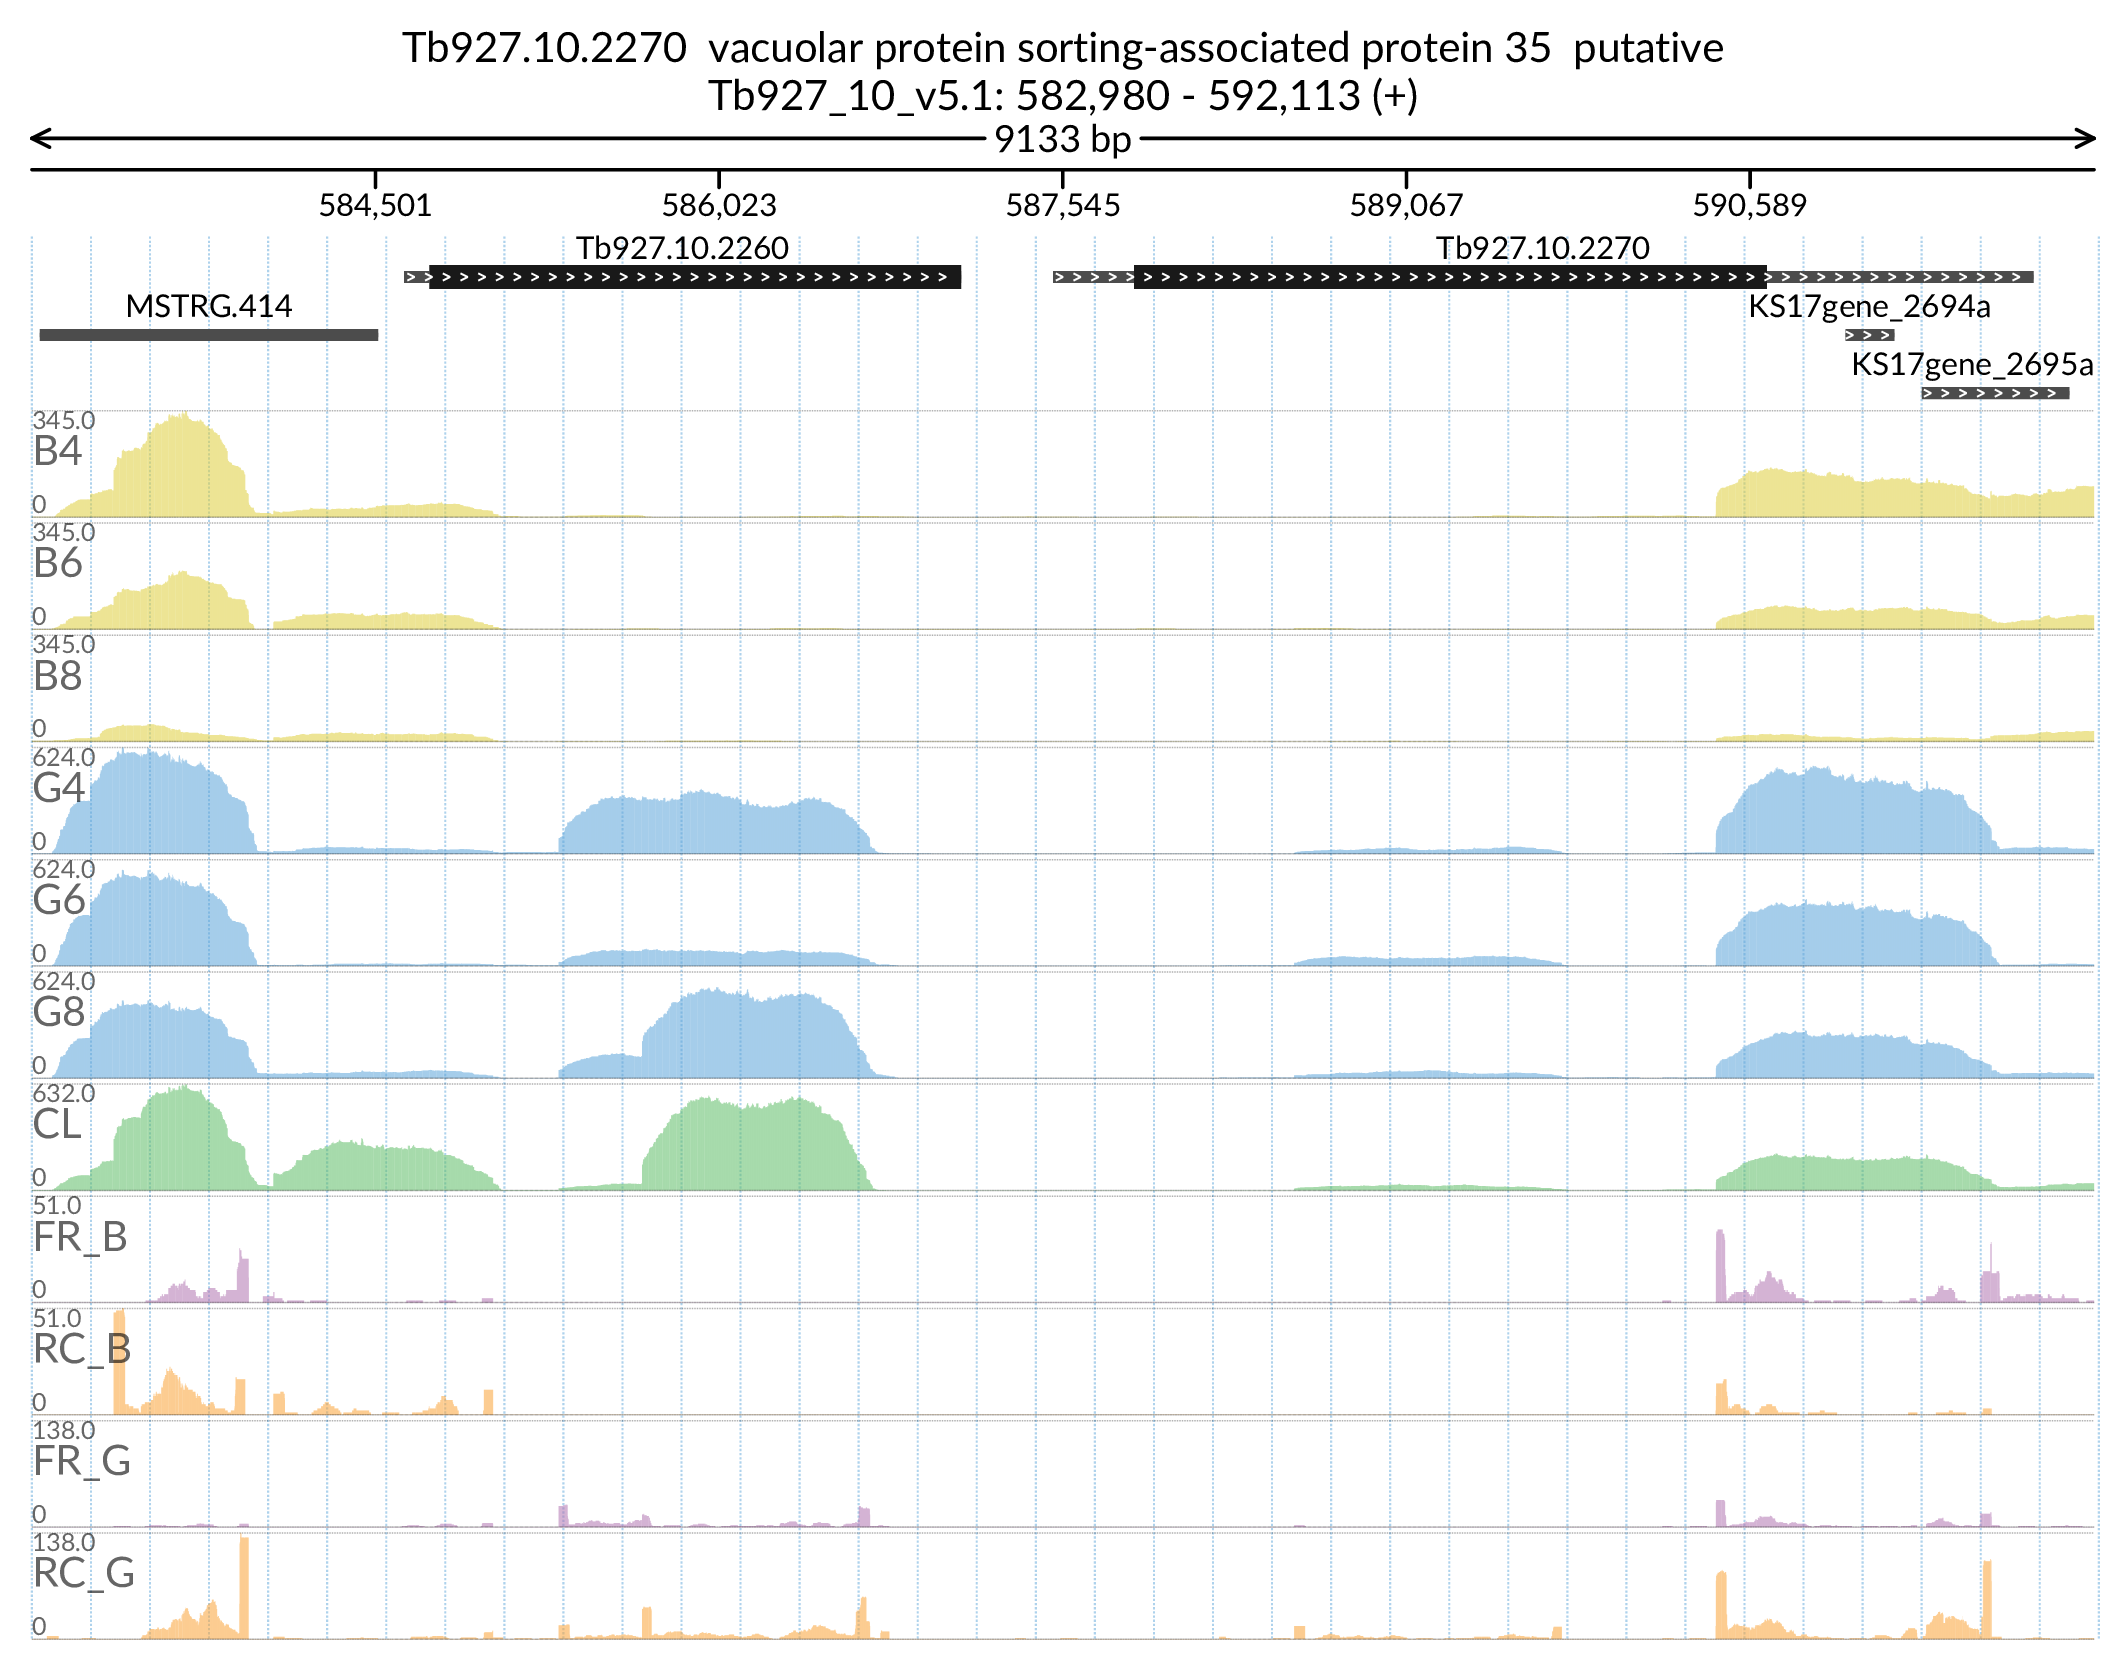 Tb927.10.2270  vacuolar protein sorting-associated protein 35  putative
Tb927_10_v5.1: 582,980 - 592,113 (+)
9133 bp
584,501 586,023 587,545 589,067 590,589
Tb927.10.2260 Tb927.10.2270
MSTRG.414 KS17gene_2694a
KS17gene_2695a
345.0
B4
0
345.0
B6
0
345.0
B8
0
624.0
G4
0
624.0
G6
0
624.0
G8
0
632.0
CL
0
51.0
FR_B
0
51.0
RC_B
0
138.0
FR_G
0
138.0
RC_G
0